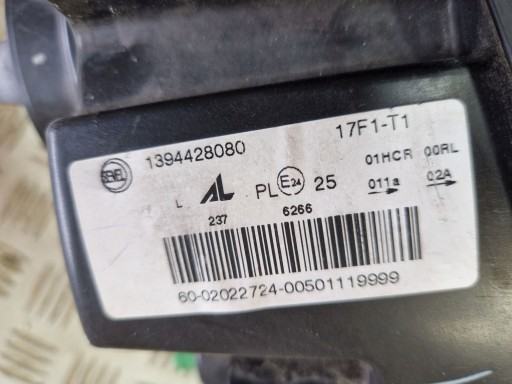 SEVEL 1394428080 17F1-T1
L AL PL E24 25 01HCR 00RL
237 6266 011a 02A
60-02022724-00501119999